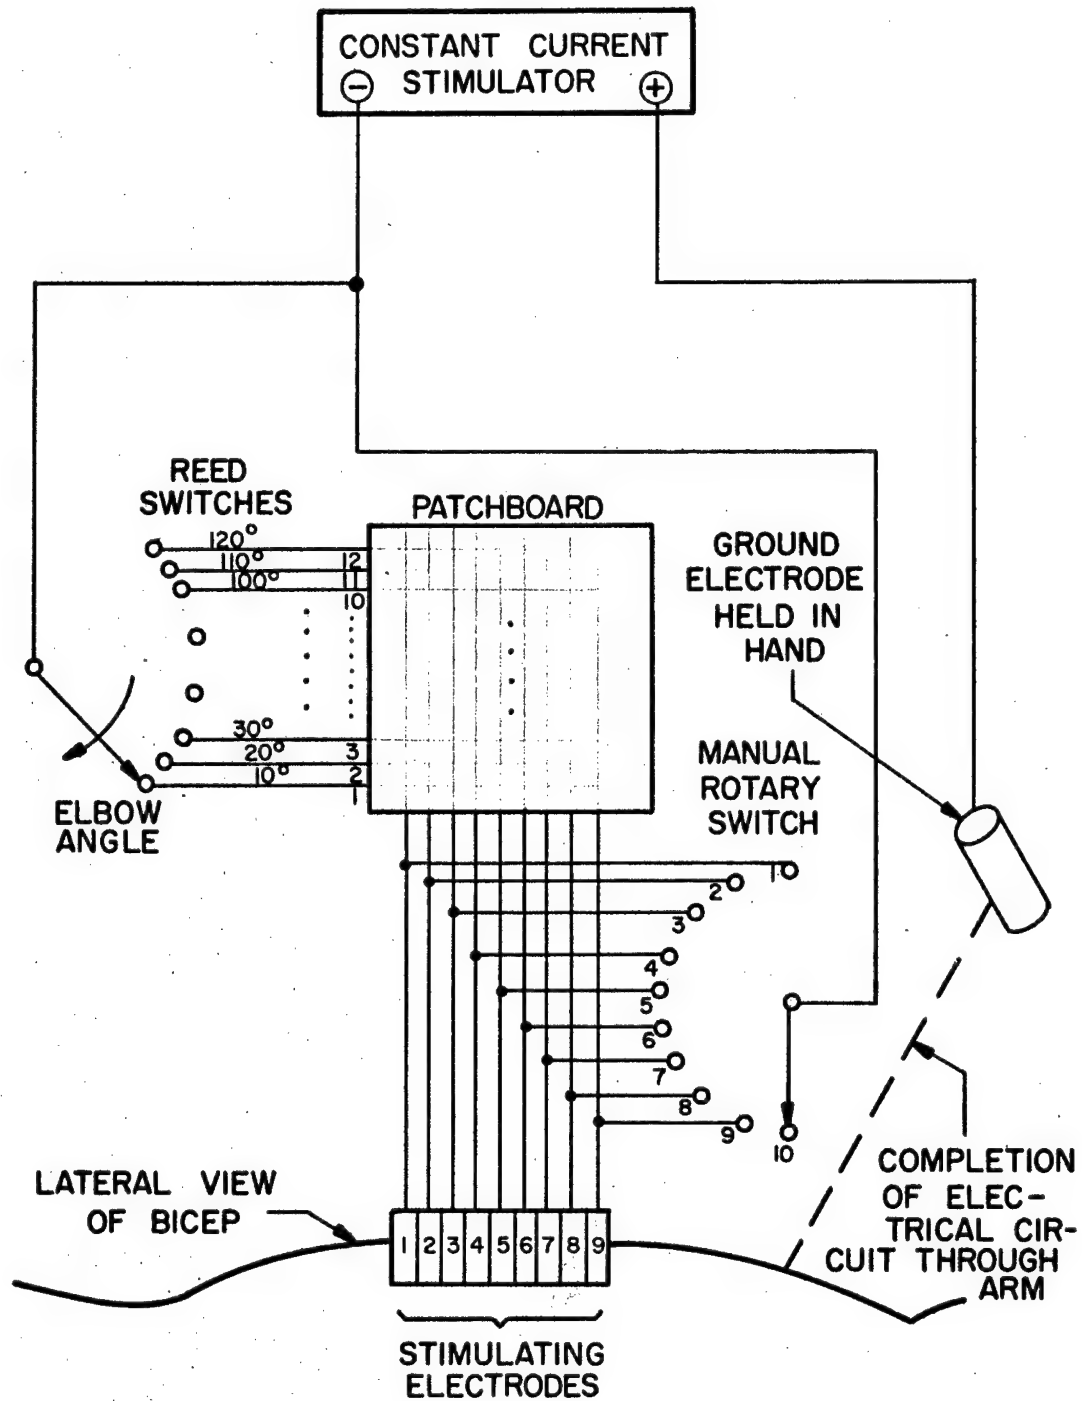 CONSTANT CURRENT
STIMULATOR
− +
REED
SWITCHES
PATCHBOARD
120° 12
110° 11
100° 10
30° 3
20° 2
10° 1
ELBOW
ANGLE
GROUND
ELECTRODE
HELD IN
HAND
MANUAL
ROTARY
SWITCH
1
2
3
4
5
6
7
8
9
10
LATERAL VIEW
OF BICEP
1 2 3 4 5 6 7 8 9
COMPLETION
OF ELEC-
TRICAL CIR-
CUIT THROUGH
ARM
STIMULATING
ELECTRODES